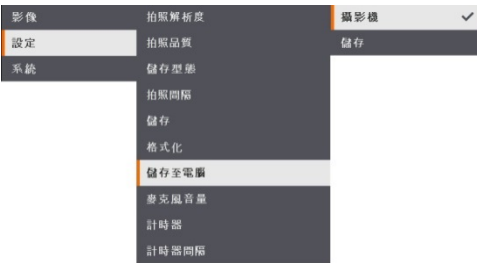 影像
設定
系統
拍照解析度
拍照品質
儲存型態
拍照間隔
儲存
格式化
儲存至電腦
麥克風音量
計時器
計時器間隔
攝影機
儲存